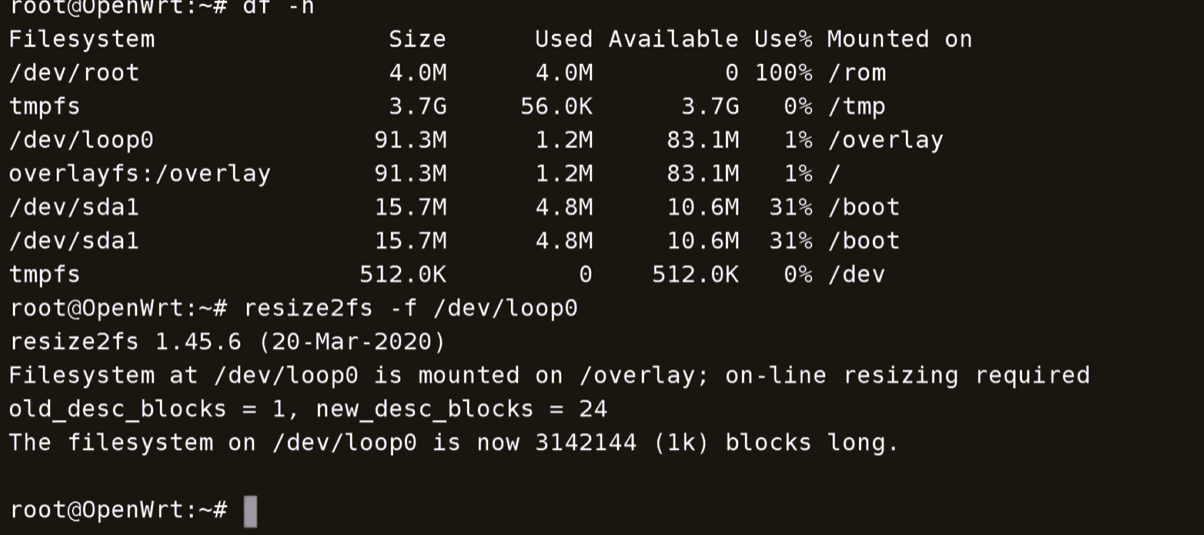 root@OpenWrt:~# df -h
Filesystem                Size      Used Available Use% Mounted on
/dev/root                 4.0M      4.0M         0 100% /rom
tmpfs                     3.7G     56.0K      3.7G   0% /tmp
/dev/loop0               91.3M      1.2M     83.1M   1% /overlay
overlayfs:/overlay       91.3M      1.2M     83.1M   1% /
/dev/sda1                15.7M      4.8M     10.6M  31% /boot
/dev/sda1                15.7M      4.8M     10.6M  31% /boot
tmpfs                   512.0K         0    512.0K   0% /dev
root@OpenWrt:~# resize2fs -f /dev/loop0
resize2fs 1.45.6 (20-Mar-2020)
Filesystem at /dev/loop0 is mounted on /overlay; on-line resizing required
old_desc_blocks = 1, new_desc_blocks = 24
The filesystem on /dev/loop0 is now 3142144 (1k) blocks long.
root@OpenWrt:~#